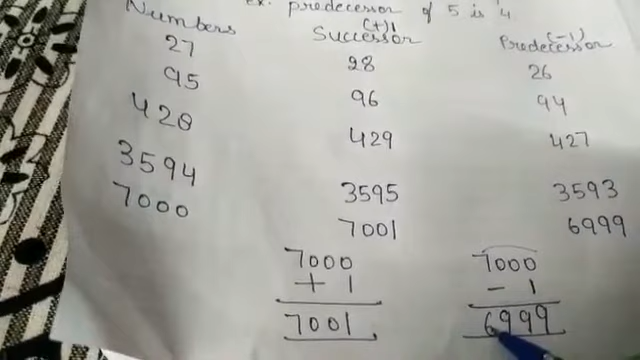 ex. predecessor of 5 is 4
Numbers Successor (+)1 Predecessor (-1)
27 28 26
95 96 94
428 429 427
3594 3595 3593
7000 7001 6999
7000 7000
+ 1 - 1
7001 6999